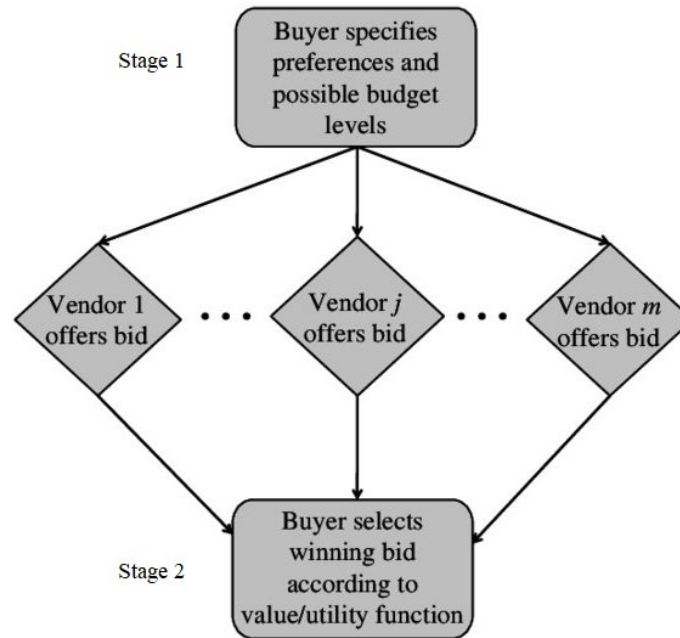 Stage 1
Buyer specifies
preferences and
possible budget
levels
Vendor 1
offers bid
Vendor j
offers bid
Vendor m
offers bid
Stage 2
Buyer selects
winning bid
according to
value/utility function